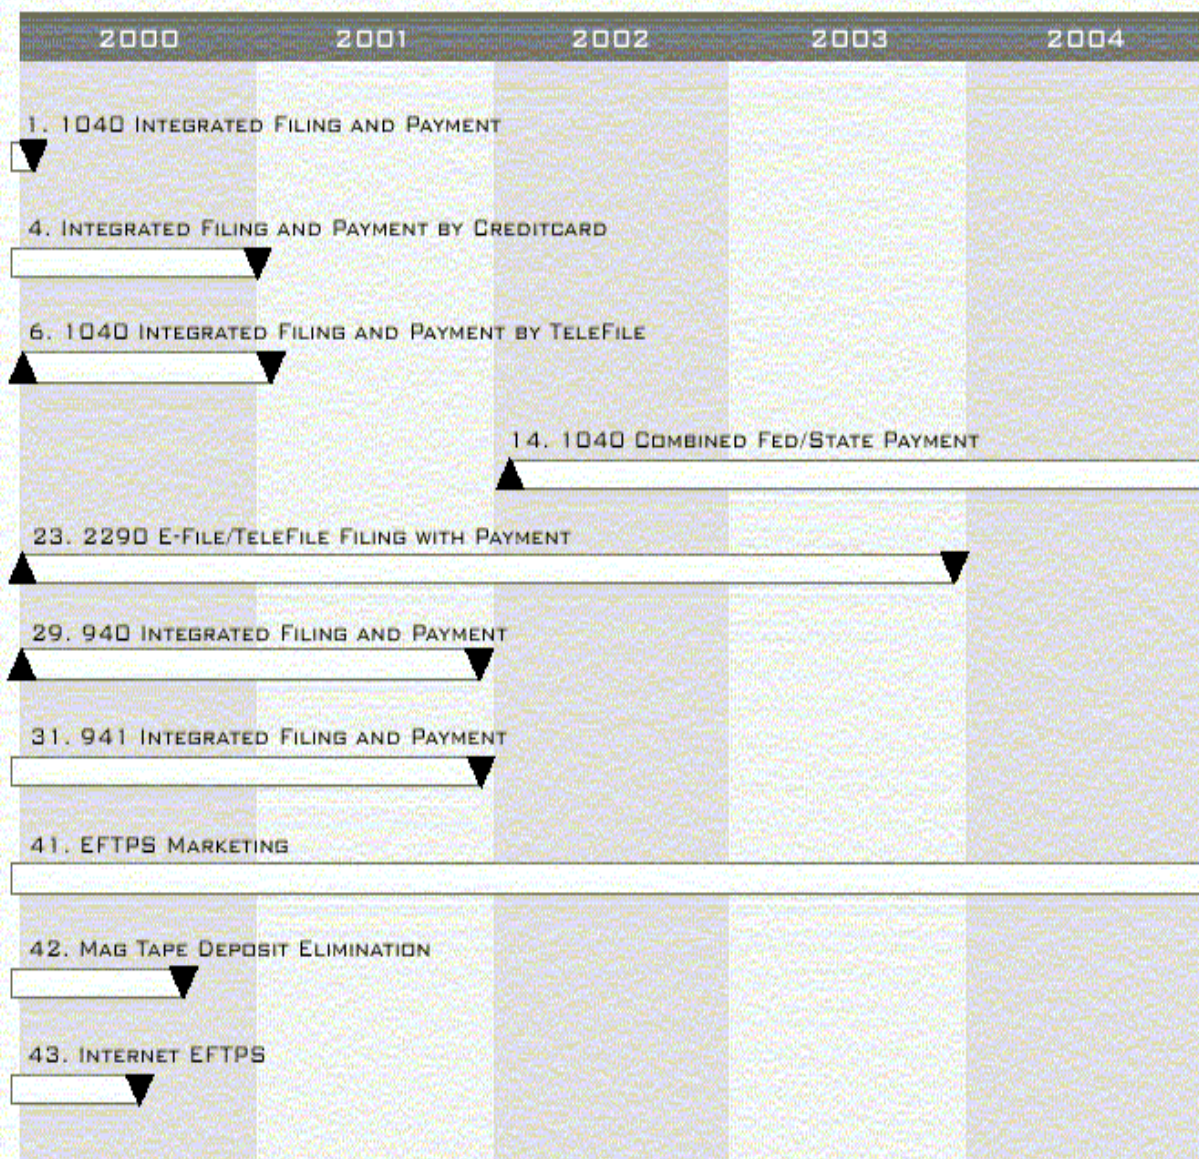 2000 2001 2002 2003 2004
1. 1040 Integrated Filing and Payment
4. Integrated Filing and Payment by Creditcard
6. 1040 Integrated Filing and Payment by TeleFile
14. 1040 Combined Fed/State Payment
23. 2290 E-File/TeleFile Filing with Payment
29. 940 Integrated Filing and Payment
31. 941 Integrated Filing and Payment
41. EFTPS Marketing
42. Mag Tape Deposit Elimination
43. Internet EFTPS